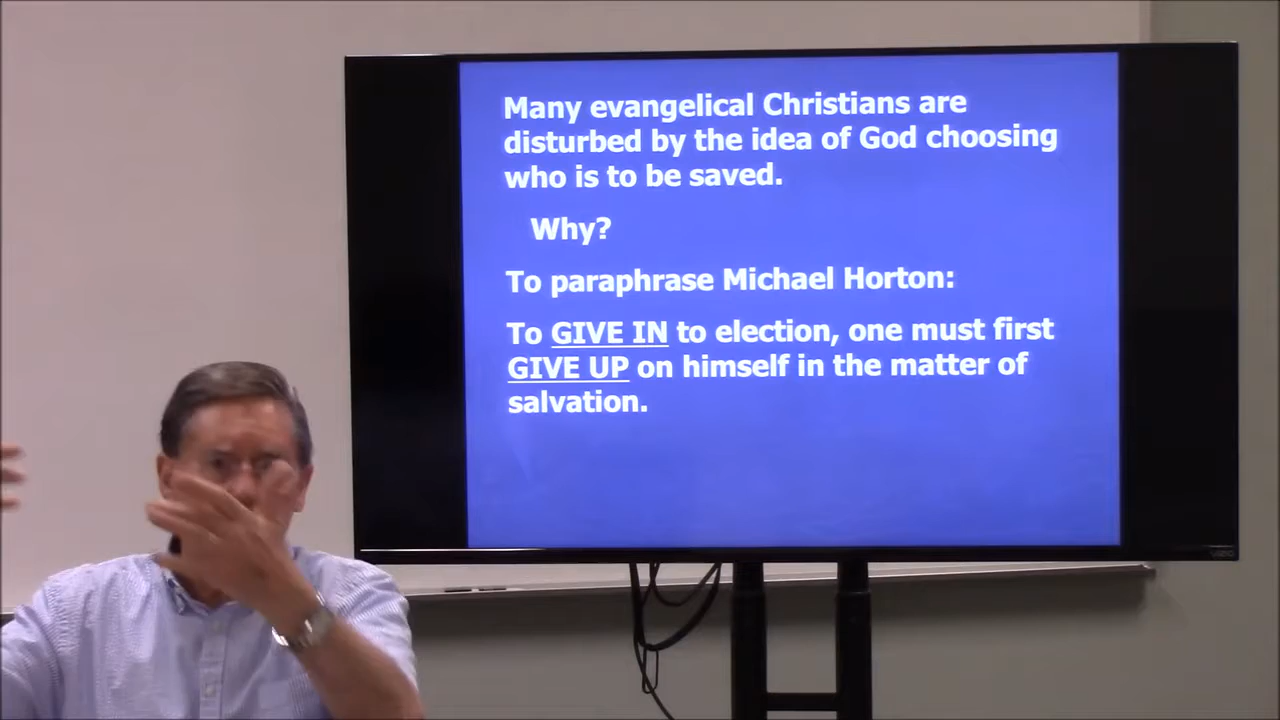 Many evangelical Christians are
disturbed by the idea of God choosing
who is to be saved.
Why?
To paraphrase Michael Horton:
To GIVE IN to election, one must first
GIVE UP on himself in the matter of
salvation.
VIZIO